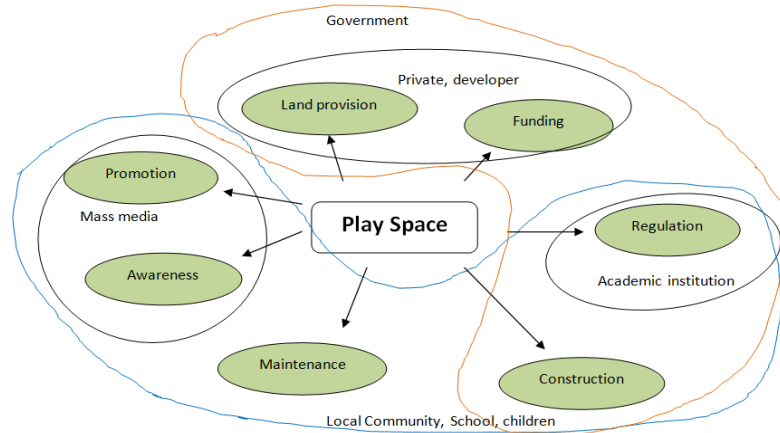 Government
Private, developer
Land provision
Funding
Promotion
Mass media
Play Space
Regulation
Awareness
Academic institution
Maintenance
Construction
Local Community, School, children